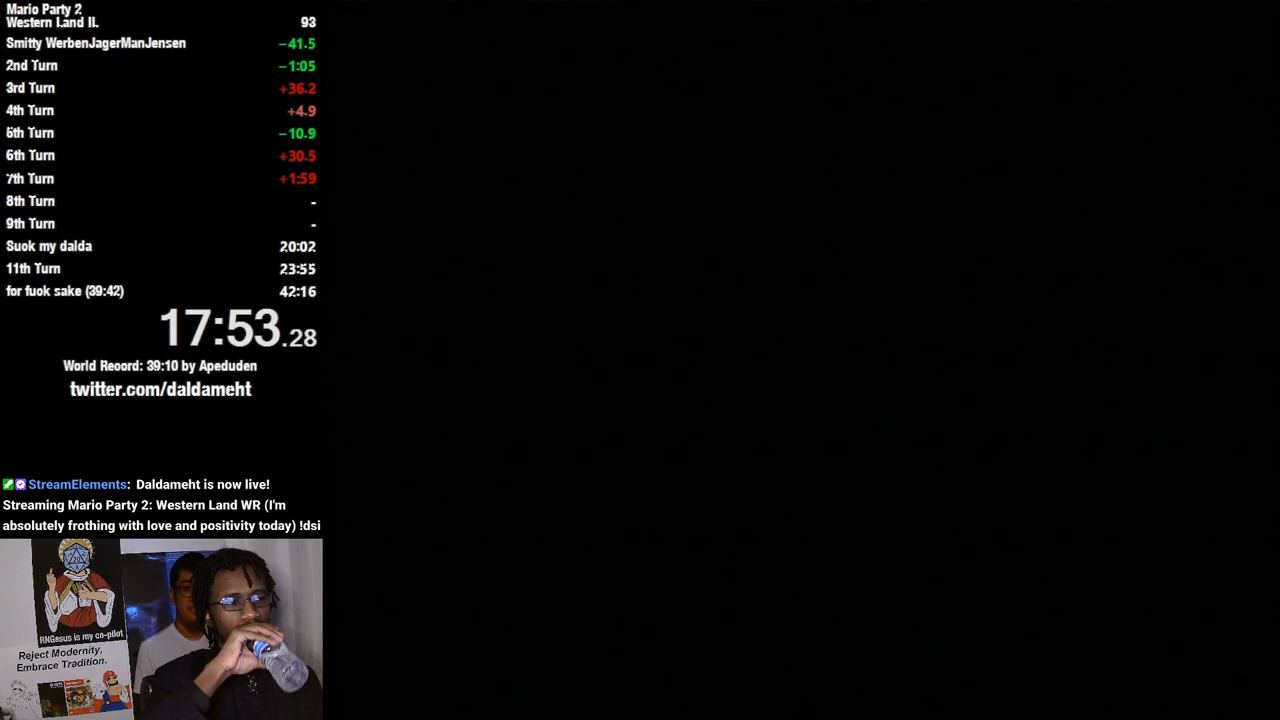 Mario Party 2
Western Land IL 93
Smitty WerbenJagerManJensen −41.5
2nd Turn −1:05
3rd Turn +36.2
4th Turn +4.9
5th Turn −10.9
6th Turn +30.5
7th Turn +1:59
8th Turn -
9th Turn -
Suck my dalda 20:02
11th Turn 23:55
for fuck sake (39:42) 42:16
17:53.28
World Record: 39:10 by Apeduden
twitter.com/daldameht
StreamElements: Daldameht is now live!
Streaming Mario Party 2: Western Land WR (I'm
absolutely frothing with love and positivity today) !dsi
RNGesus is my co-pilot
Reject Modernity,
Embrace Tradition.